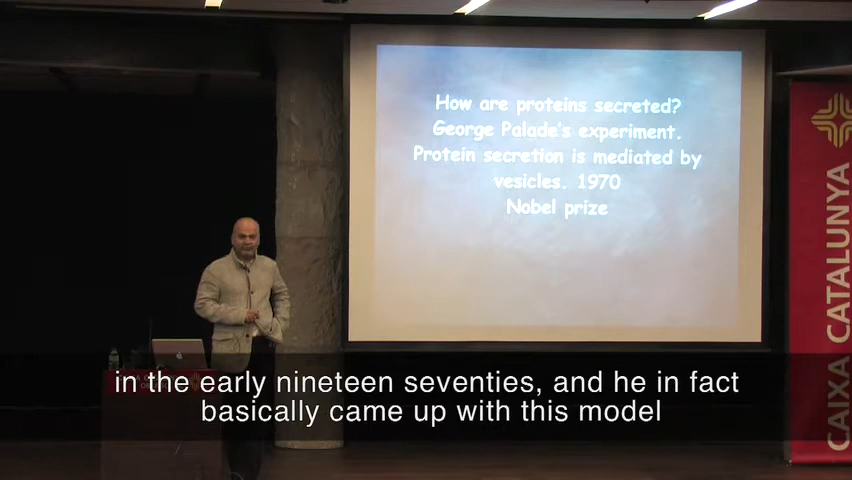 How are proteins secreted?
George Palade's experiment.
Protein secretion is mediated by
vesicles. 1970
Nobel prize
CAIXA CATALUNYA
in the early nineteen seventies, and he in fact
basically came up with this model